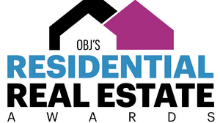 OBJ'S
RESIDENTIAL
REAL ESTATE
AWARDS